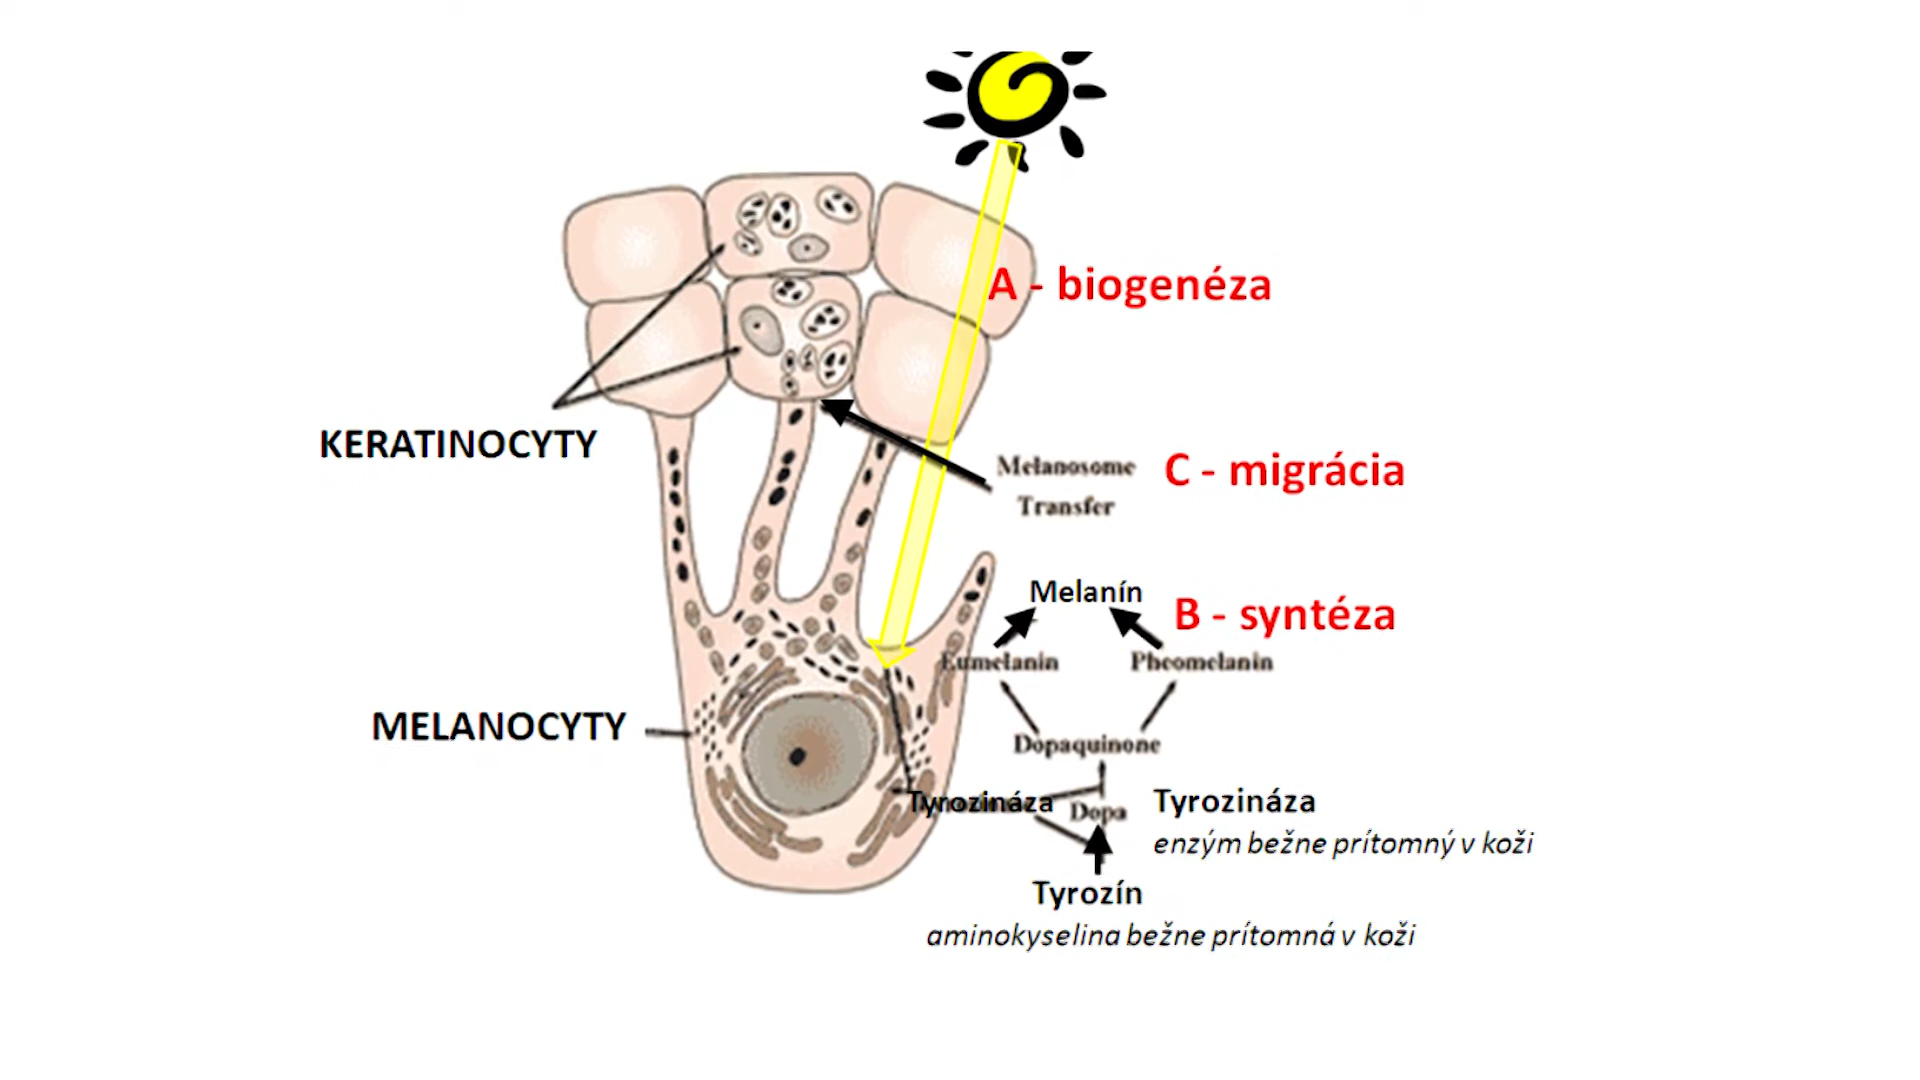 A - biogenéza
KERATINOCYTY
Melanosome
Transfer
C - migrácia
Melanín
B - syntéza
Eumelanin
Pheomelanin
MELANOCYTY
Dopaquinone
Tyrozináza
Dopa
Tyrozináza
enzým bežne prítomný v koži
Tyrozín
aminokyselina bežne prítomná v koži